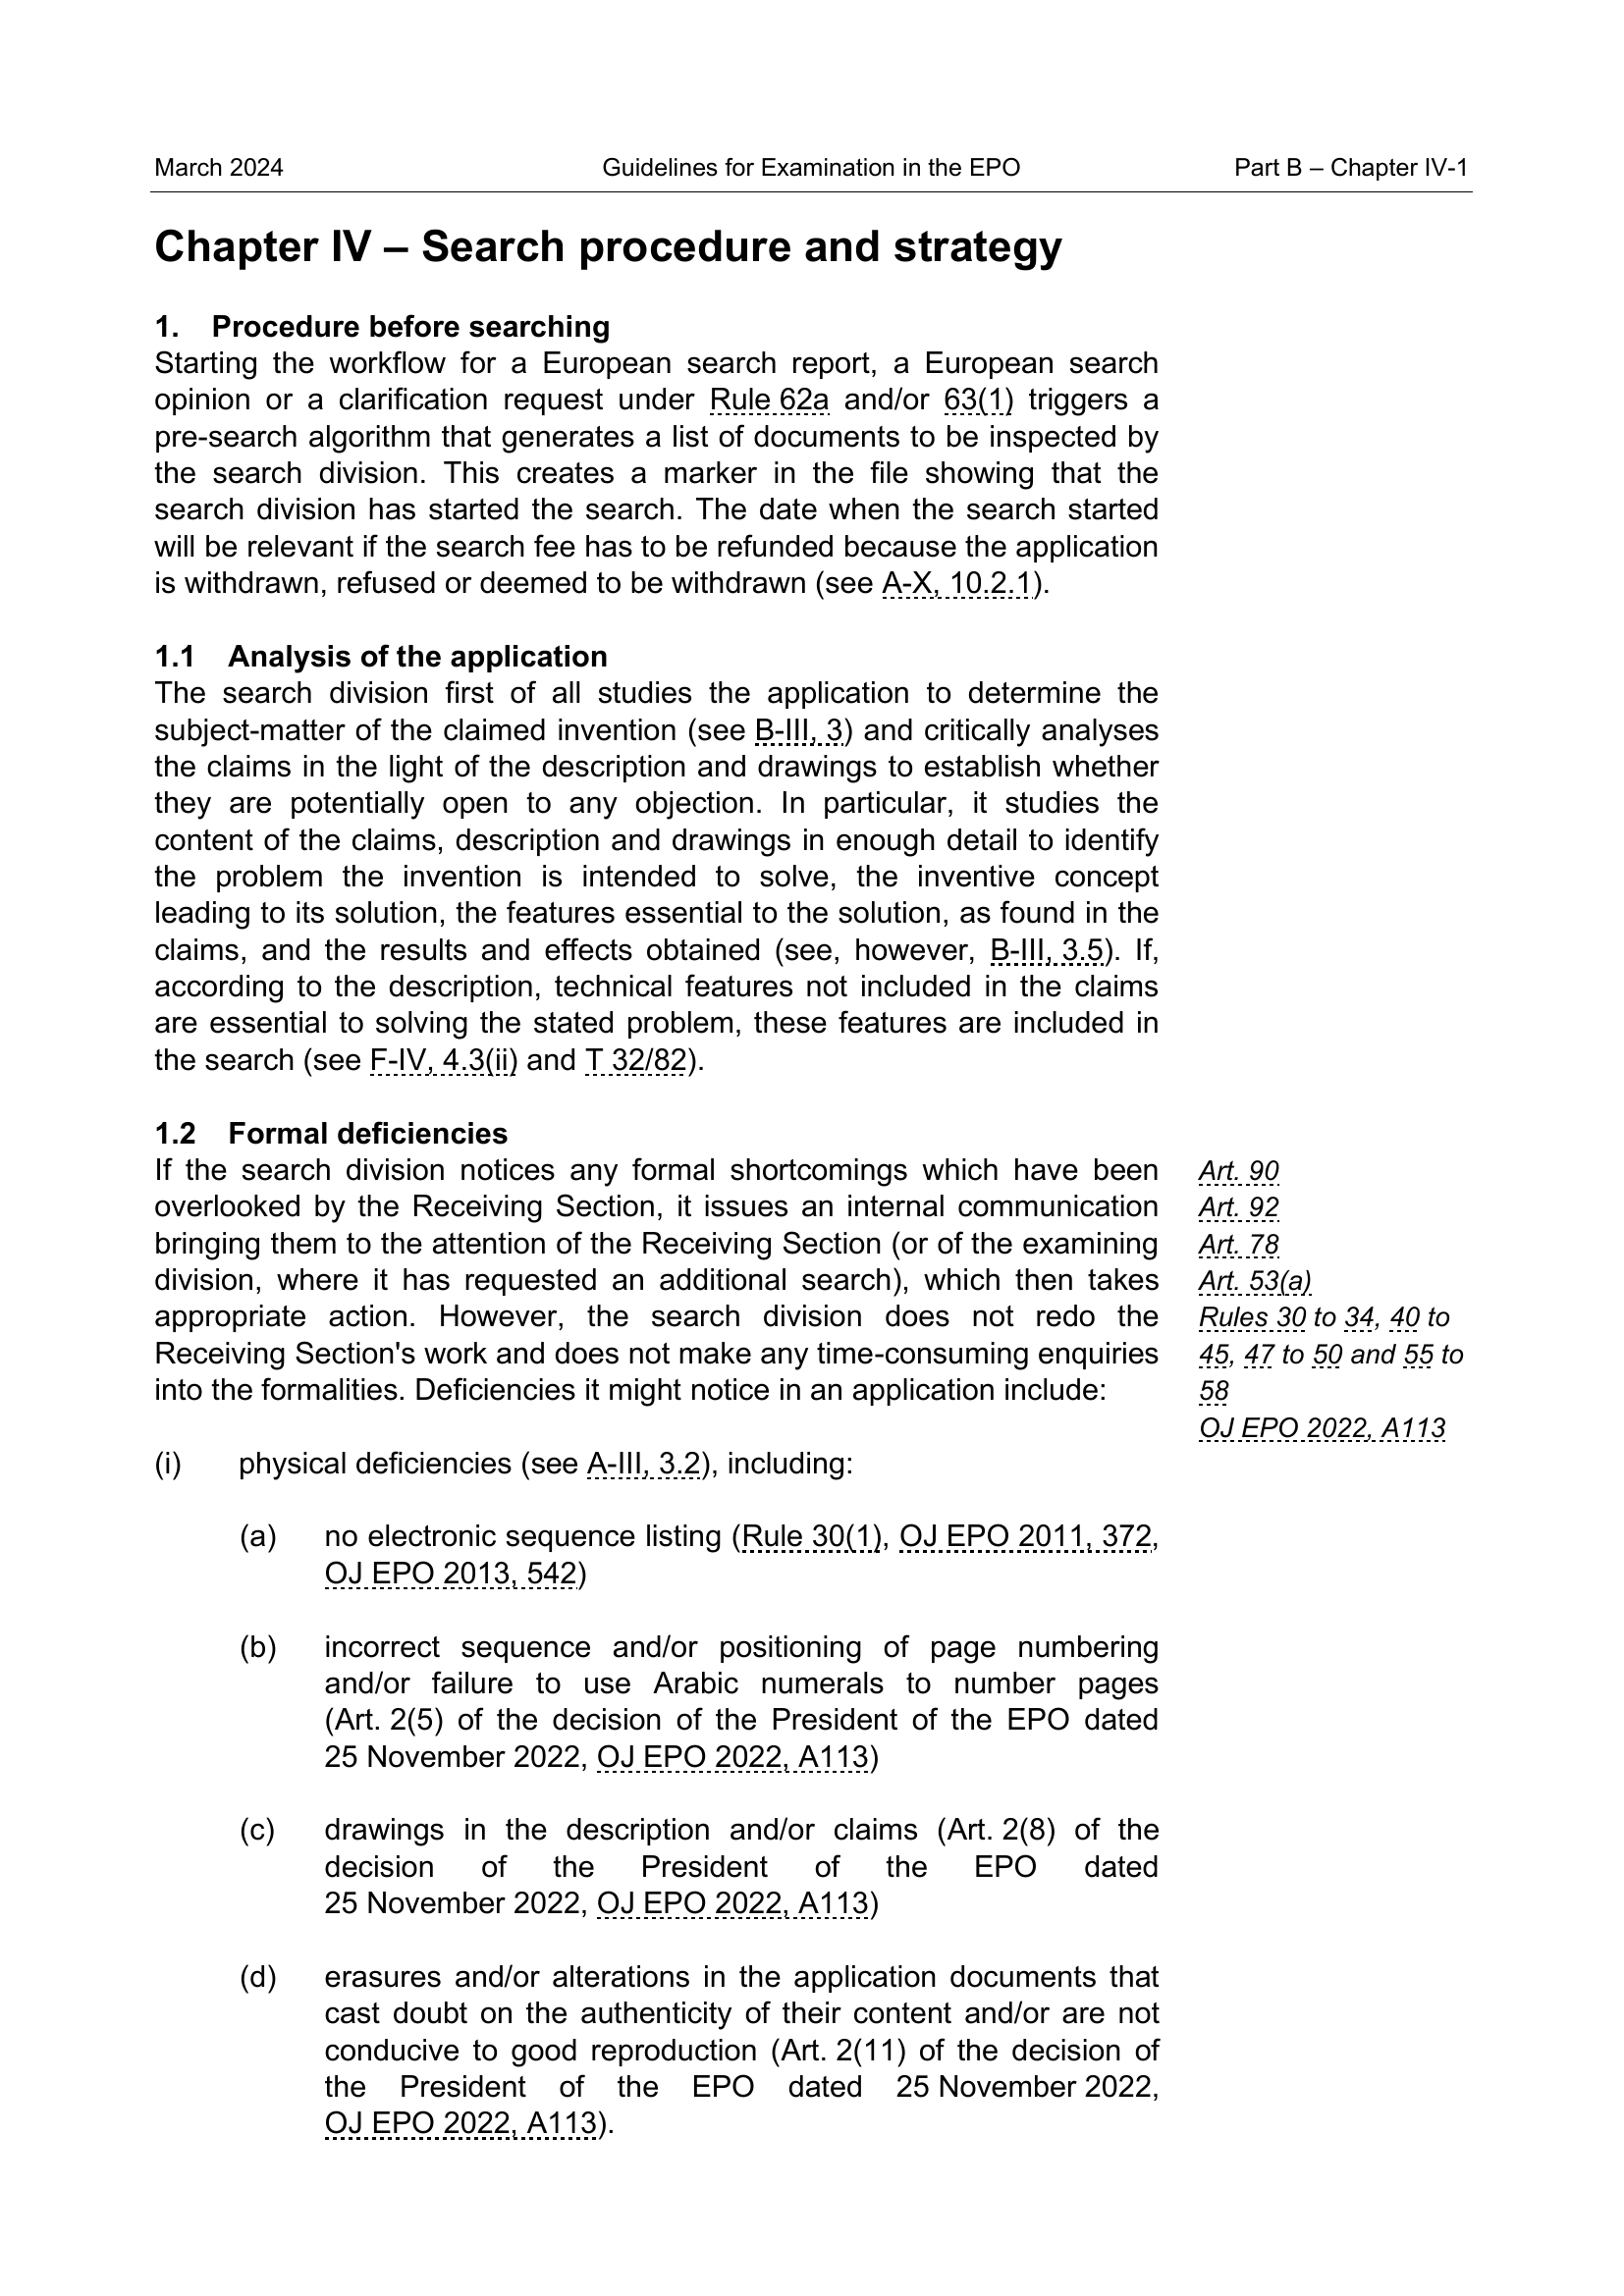 March 2024 Guidelines for Examination in the EPO Part B – Chapter IV-1
Chapter IV – Search procedure and strategy
1. Procedure before searching
Starting the workflow for a European search report, a European search
opinion or a clarification request under Rule 62a and/or 63(1) triggers a
pre-search algorithm that generates a list of documents to be inspected by
the search division. This creates a marker in the file showing that the
search division has started the search. The date when the search started
will be relevant if the search fee has to be refunded because the application
is withdrawn, refused or deemed to be withdrawn (see A-X, 10.2.1).
1.1 Analysis of the application
The search division first of all studies the application to determine the
subject-matter of the claimed invention (see B-III, 3) and critically analyses
the claims in the light of the description and drawings to establish whether
they are potentially open to any objection. In particular, it studies the
content of the claims, description and drawings in enough detail to identify
the problem the invention is intended to solve, the inventive concept
leading to its solution, the features essential to the solution, as found in the
claims, and the results and effects obtained (see, however, B-III, 3.5). If,
according to the description, technical features not included in the claims
are essential to solving the stated problem, these features are included in
the search (see F-IV, 4.3(ii) and T 32/82).
1.2 Formal deficiencies
If the search division notices any formal shortcomings which have been
overlooked by the Receiving Section, it issues an internal communication
bringing them to the attention of the Receiving Section (or of the examining
division, where it has requested an additional search), which then takes
appropriate action. However, the search division does not redo the
Receiving Section's work and does not make any time-consuming enquiries
into the formalities. Deficiencies it might notice in an application include:
Art. 90
Art. 92
Art. 78
Art. 53(a)
Rules 30 to 34, 40 to
45, 47 to 50 and 55 to
58
OJ EPO 2022, A113
(i) physical deficiencies (see A-III, 3.2), including:
(a) no electronic sequence listing (Rule 30(1), OJ EPO 2011, 372,
OJ EPO 2013, 542)
(b) incorrect sequence and/or positioning of page numbering
and/or failure to use Arabic numerals to number pages
(Art. 2(5) of the decision of the President of the EPO dated
25 November 2022, OJ EPO 2022, A113)
(c) drawings in the description and/or claims (Art. 2(8) of the
decision of the President of the EPO dated
25 November 2022, OJ EPO 2022, A113)
(d) erasures and/or alterations in the application documents that
cast doubt on the authenticity of their content and/or are not
conducive to good reproduction (Art. 2(11) of the decision of
the President of the EPO dated 25 November 2022,
OJ EPO 2022, A113).